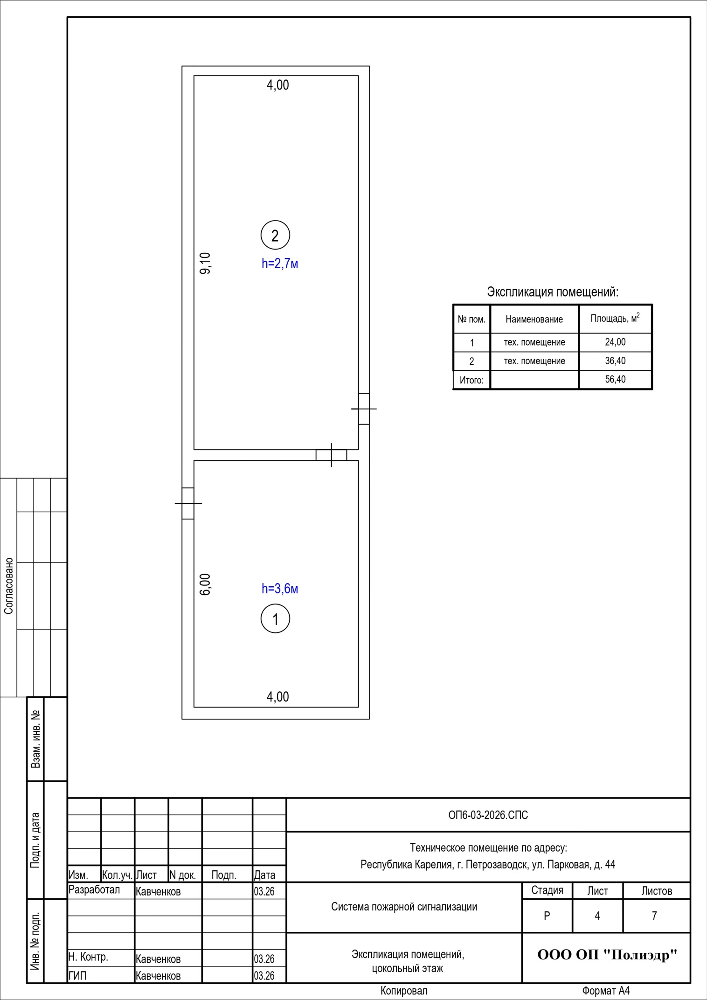 4,00
2
h=2,7м
9,10
Экспликация помещений:
№ пом. Наименование Площадь, м2
1 тех. помещение 24,00
2 тех. помещение 36,40
Итого: 56,40
6,00
h=3,6м
1
4,00
Согласовано
Взам. инв. №
Подп. и дата
Инв. № подп.
ОП6-03-2026.СПС
Техническое помещение по адресу:
Республика Карелия, г. Петрозаводск, ул. Парковая, д. 44
Изм. Кол.уч. Лист N док. Подп. Дата
Разработал Кавченков 03.26
Система пожарной сигнализации
Стадия Лист Листов
Р 4 7
Н. Контр. Кавченков 03.26
ГИП Кавченков 03.26
Экспликация помещений,
цокольный этаж
ООО ОП "Полиэдр"
Копировал Формат А4